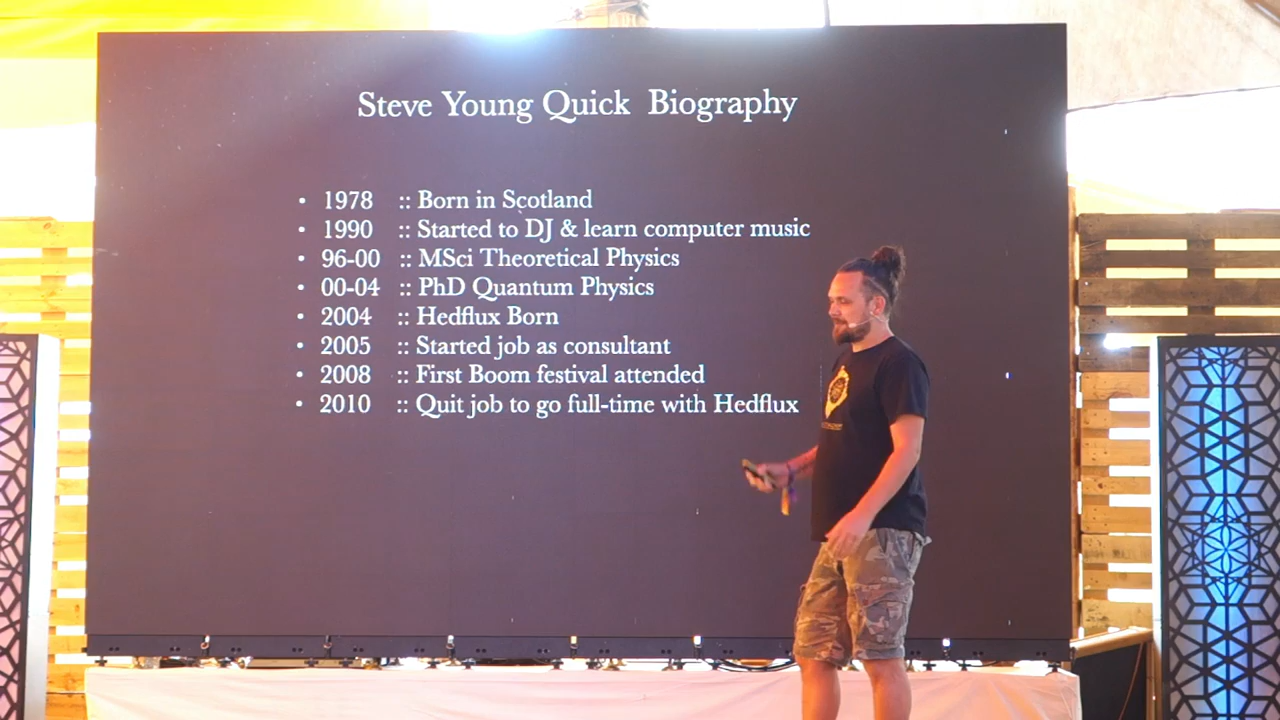 Steve Young Quick Biography
• 1978 :: Born in Scotland
• 1990 :: Started to DJ & learn computer music
• 96-00 :: MSci Theoretical Physics
• 00-04 :: PhD Quantum Physics
• 2004 :: Hedflux Born
• 2005 :: Started job as consultant
• 2008 :: First Boom festival attended
• 2010 :: Quit job to go full-time with Hedflux